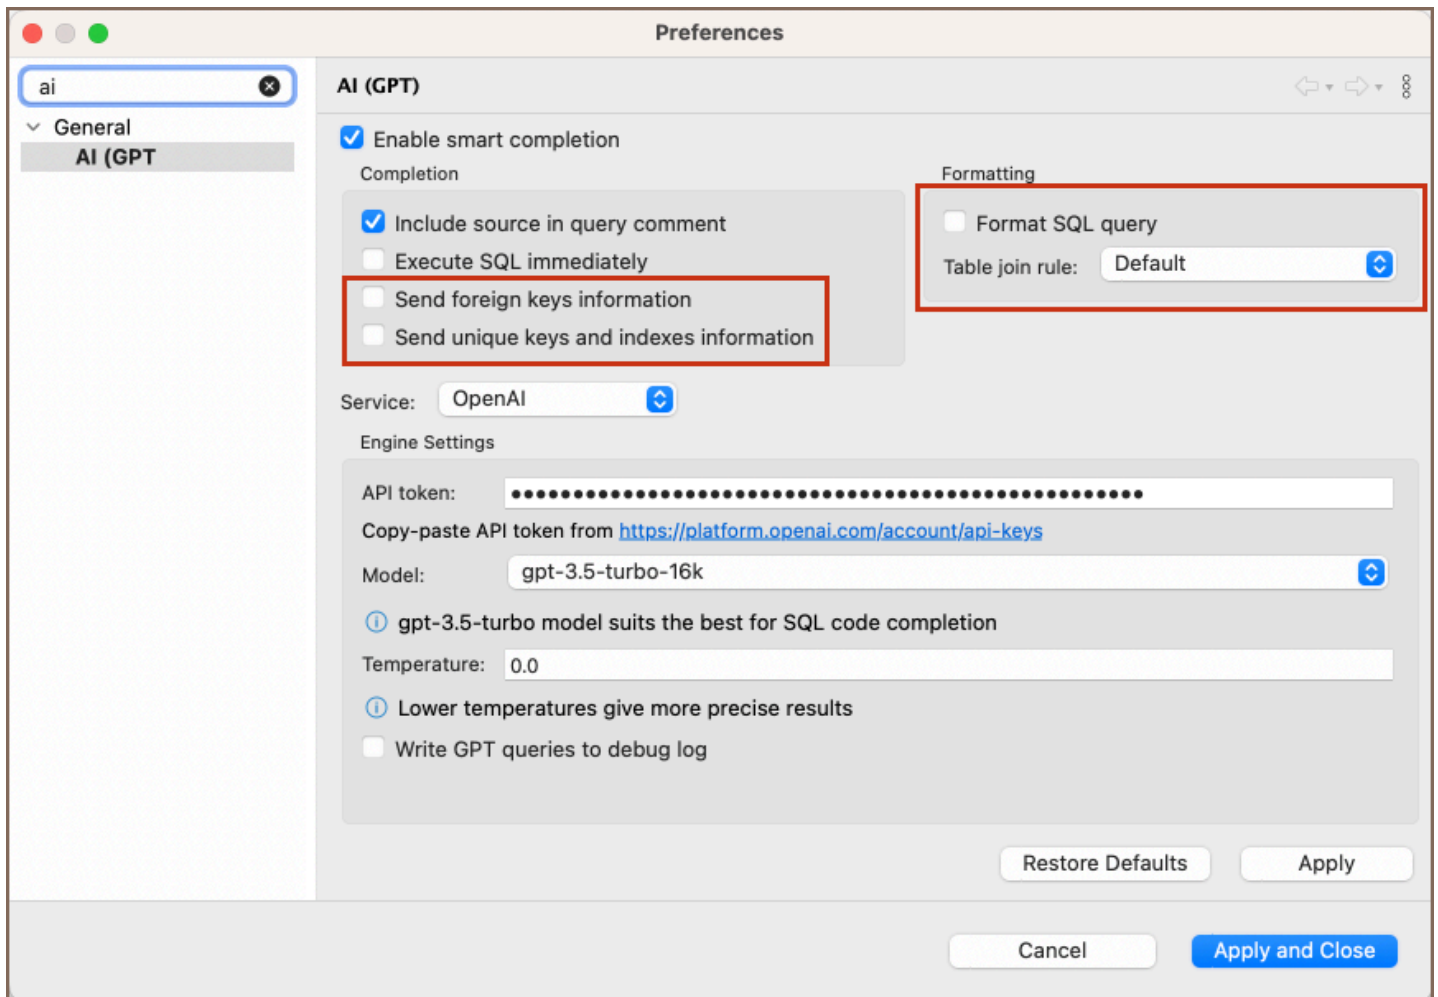 Preferences
ai
General
AI (GPT
AI (GPT)
Enable smart completion
Completion
Include source in query comment
Execute SQL immediately
Send foreign keys information
Send unique keys and indexes information
Formatting
Format SQL query
Table join rule: Default
Service: OpenAI
Engine Settings
API token: ●●●●●●●●●●●●●●●●●●●●●●●●●●●●●●●●●●●●●●●●●●●●●●●●●●●
Copy-paste API token from https://platform.openai.com/account/api-keys
Model: gpt-3.5-turbo-16k
gpt-3.5-turbo model suits the best for SQL code completion
Temperature: 0.0
Lower temperatures give more precise results
Write GPT queries to debug log
Restore Defaults Apply
Cancel Apply and Close